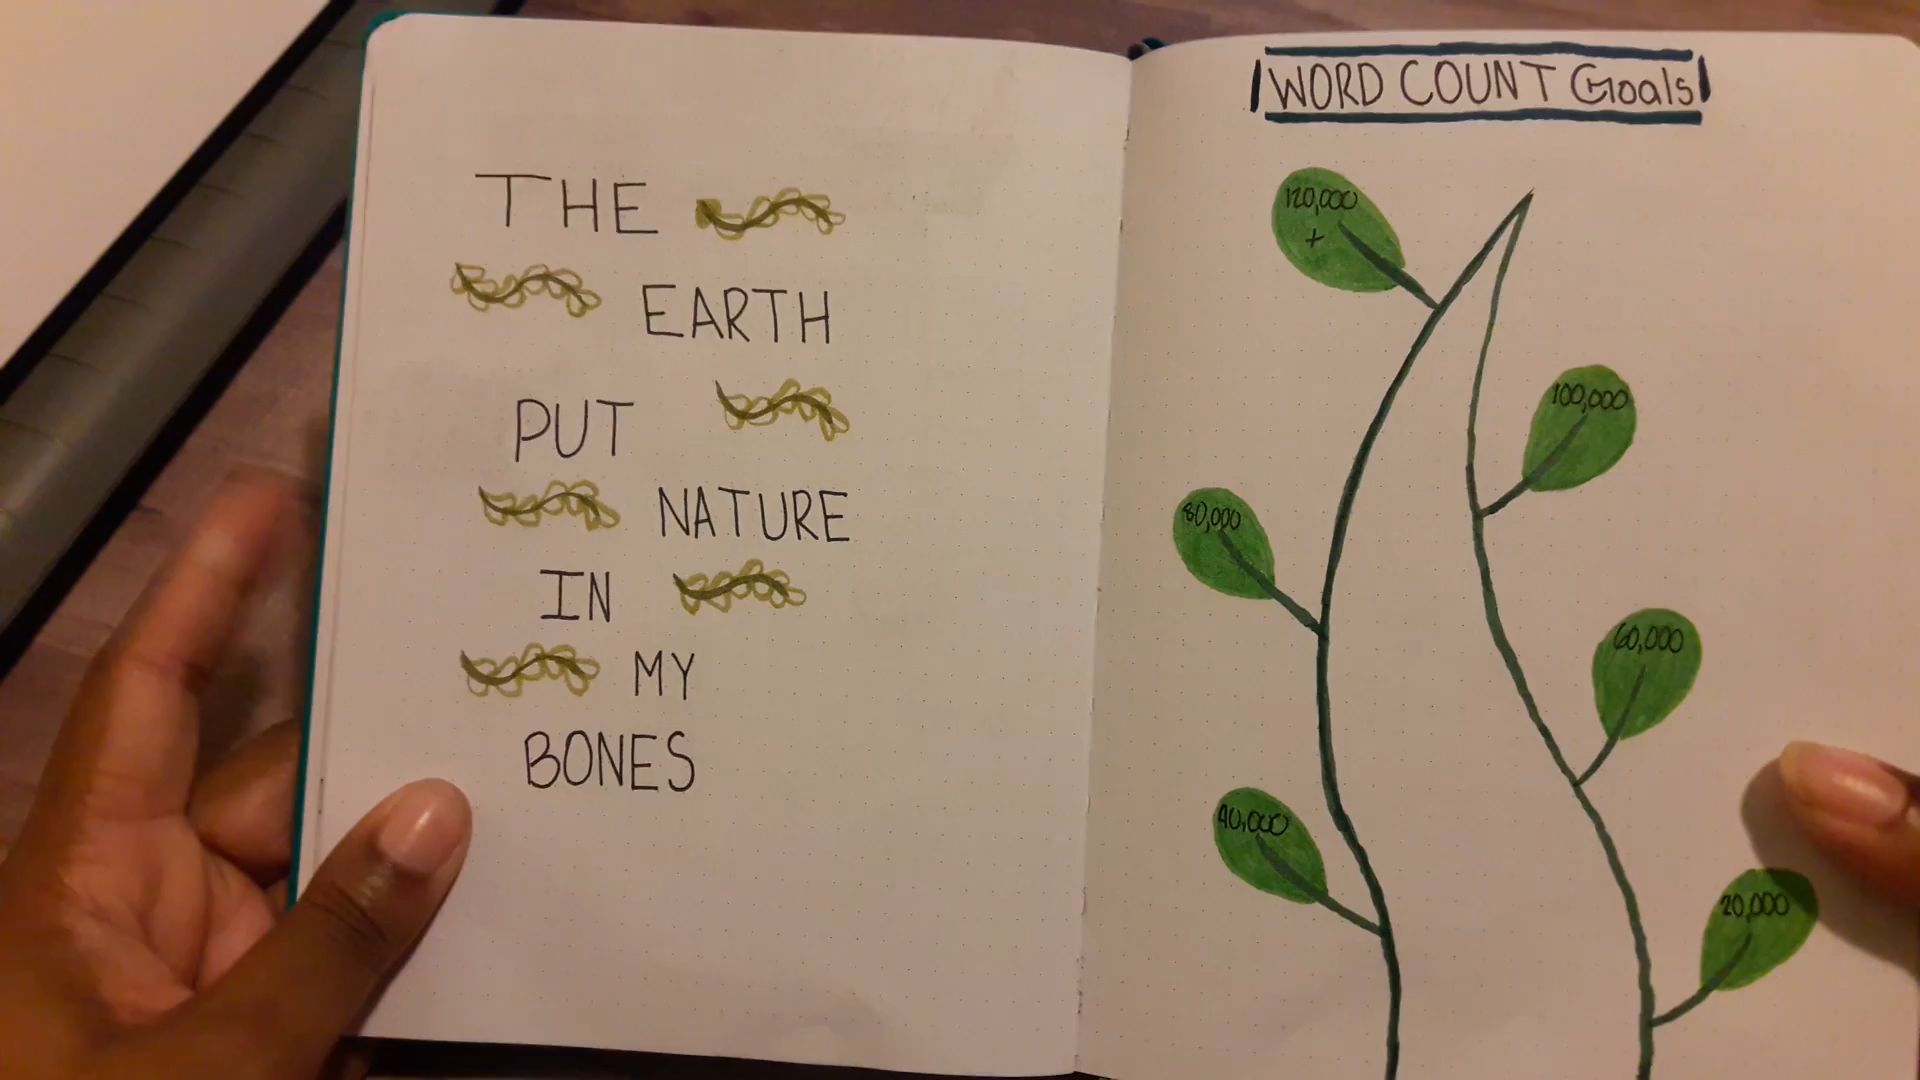 THE
EARTH
PUT
NATURE
IN
MY
BONES
WORD COUNT Goals
120,000
+
100,000
80,000
60,000
40,000
20,000